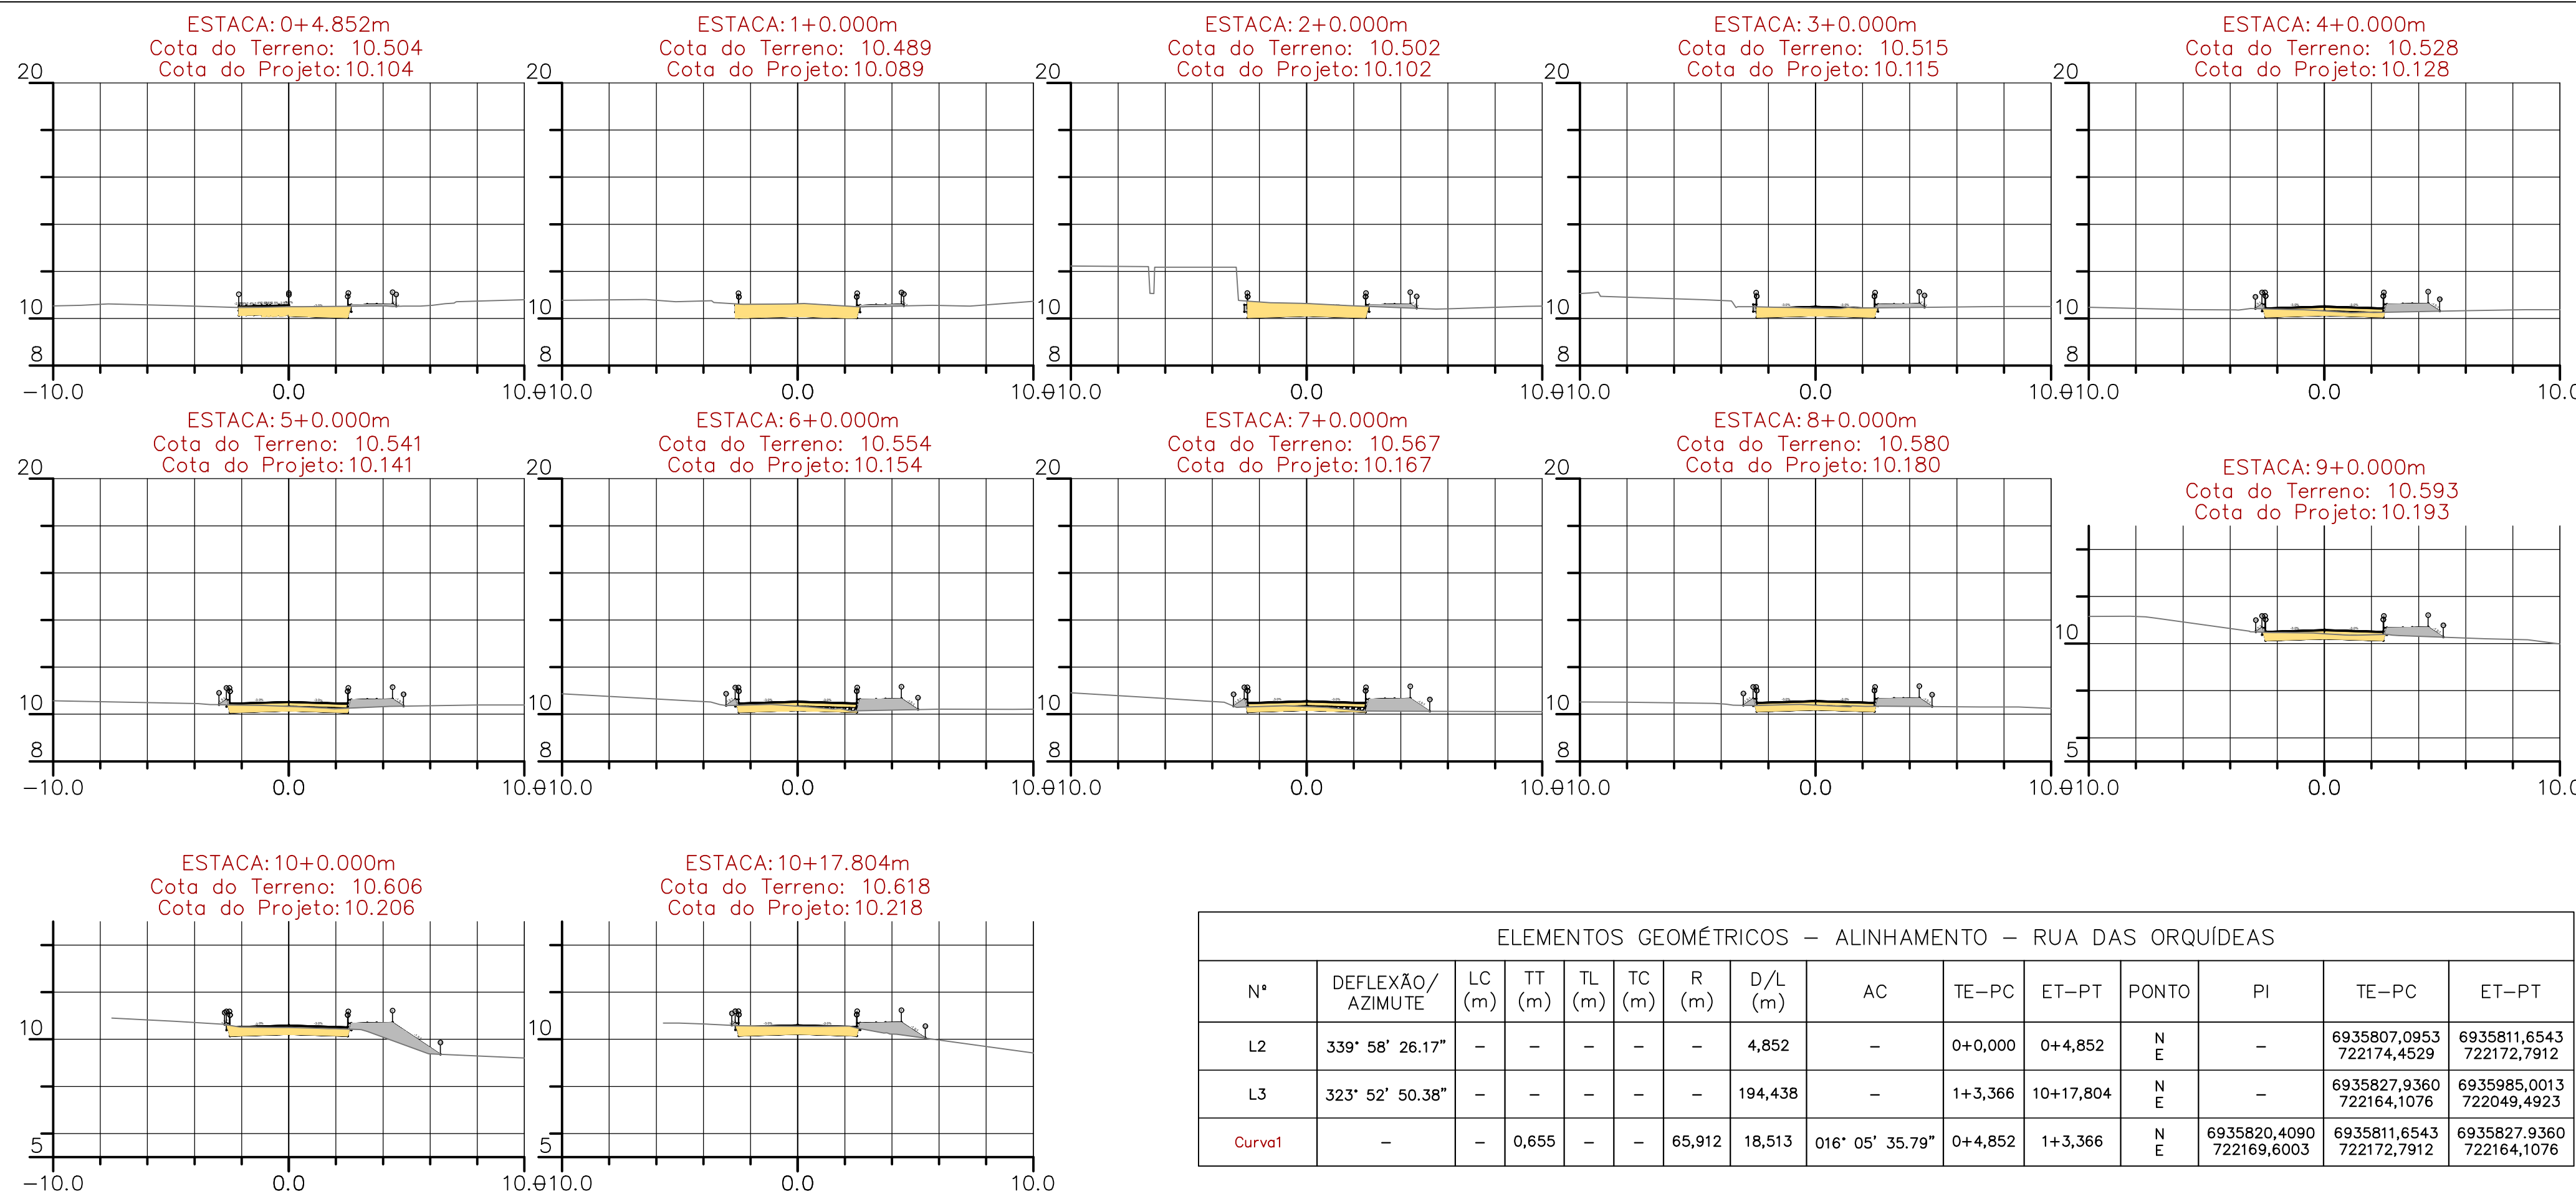 ESTACA:0+4.852m
Cota do Terreno: 10.504
Cota do Projeto:10.104
20
10
8
-10.0
0.0
10.0
ESTACA:1+0.000m
Cota do Terreno: 10.489
Cota do Projeto:10.089
20
10
8
-10.0
0.0
10.0
ESTACA:2+0.000m
Cota do Terreno: 10.502
Cota do Projeto:10.102
20
10
8
-10.0
0.0
10.0
ESTACA:3+0.000m
Cota do Terreno: 10.515
Cota do Projeto:10.115
20
10
8
-10.0
0.0
10.0
ESTACA:4+0.000m
Cota do Terreno: 10.528
Cota do Projeto:10.128
20
10
8
-10.0
0.0
10.0
ESTACA:5+0.000m
Cota do Terreno: 10.541
Cota do Projeto:10.141
20
10
8
-10.0
0.0
10.0
ESTACA:6+0.000m
Cota do Terreno: 10.554
Cota do Projeto:10.154
20
10
8
-10.0
0.0
10.0
ESTACA:7+0.000m
Cota do Terreno: 10.567
Cota do Projeto:10.167
20
10
8
-10.0
0.0
10.0
ESTACA:8+0.000m
Cota do Terreno: 10.580
Cota do Projeto:10.180
20
10
8
-10.0
0.0
10.0
ESTACA:9+0.000m
Cota do Terreno: 10.593
Cota do Projeto:10.193
10
5
-10.0
0.0
10.0
ESTACA:10+0.000m
Cota do Terreno: 10.606
Cota do Projeto:10.206
10
5
-10.0
0.0
10.0
ESTACA:10+17.804m
Cota do Terreno: 10.618
Cota do Projeto:10.218
10
5
-10.0
0.0
10.0
ELEMENTOS GEOMÉTRICOS – ALINHAMENTO – RUA DAS ORQUÍDEAS
Nº DEFLEXÃO/ AZIMUTE LC (m) TT (m) TL (m) TC (m) R (m) D/L (m) AC TE-PC ET-PT PONTO PI TE-PC ET-PT
L2 339° 58' 26.17" – – – – – 4,852 – 0+0,000 0+4,852 N E – 6935807,0953 722174,4529 6935811,6543 722172,7912
L3 323° 52' 50.38" – – – – – 194,438 – 1+3,366 10+17,804 N E – 6935827,9360 722164,1076 6935985,0013 722049,4923
Curva1 – – 0,655 – – 65,912 18,513 016° 05' 35.79" 0+4,852 1+3,366 N E 6935820,4090 722169,6003 6935811,6543 722172,7912 6935827.9360 722164,1076